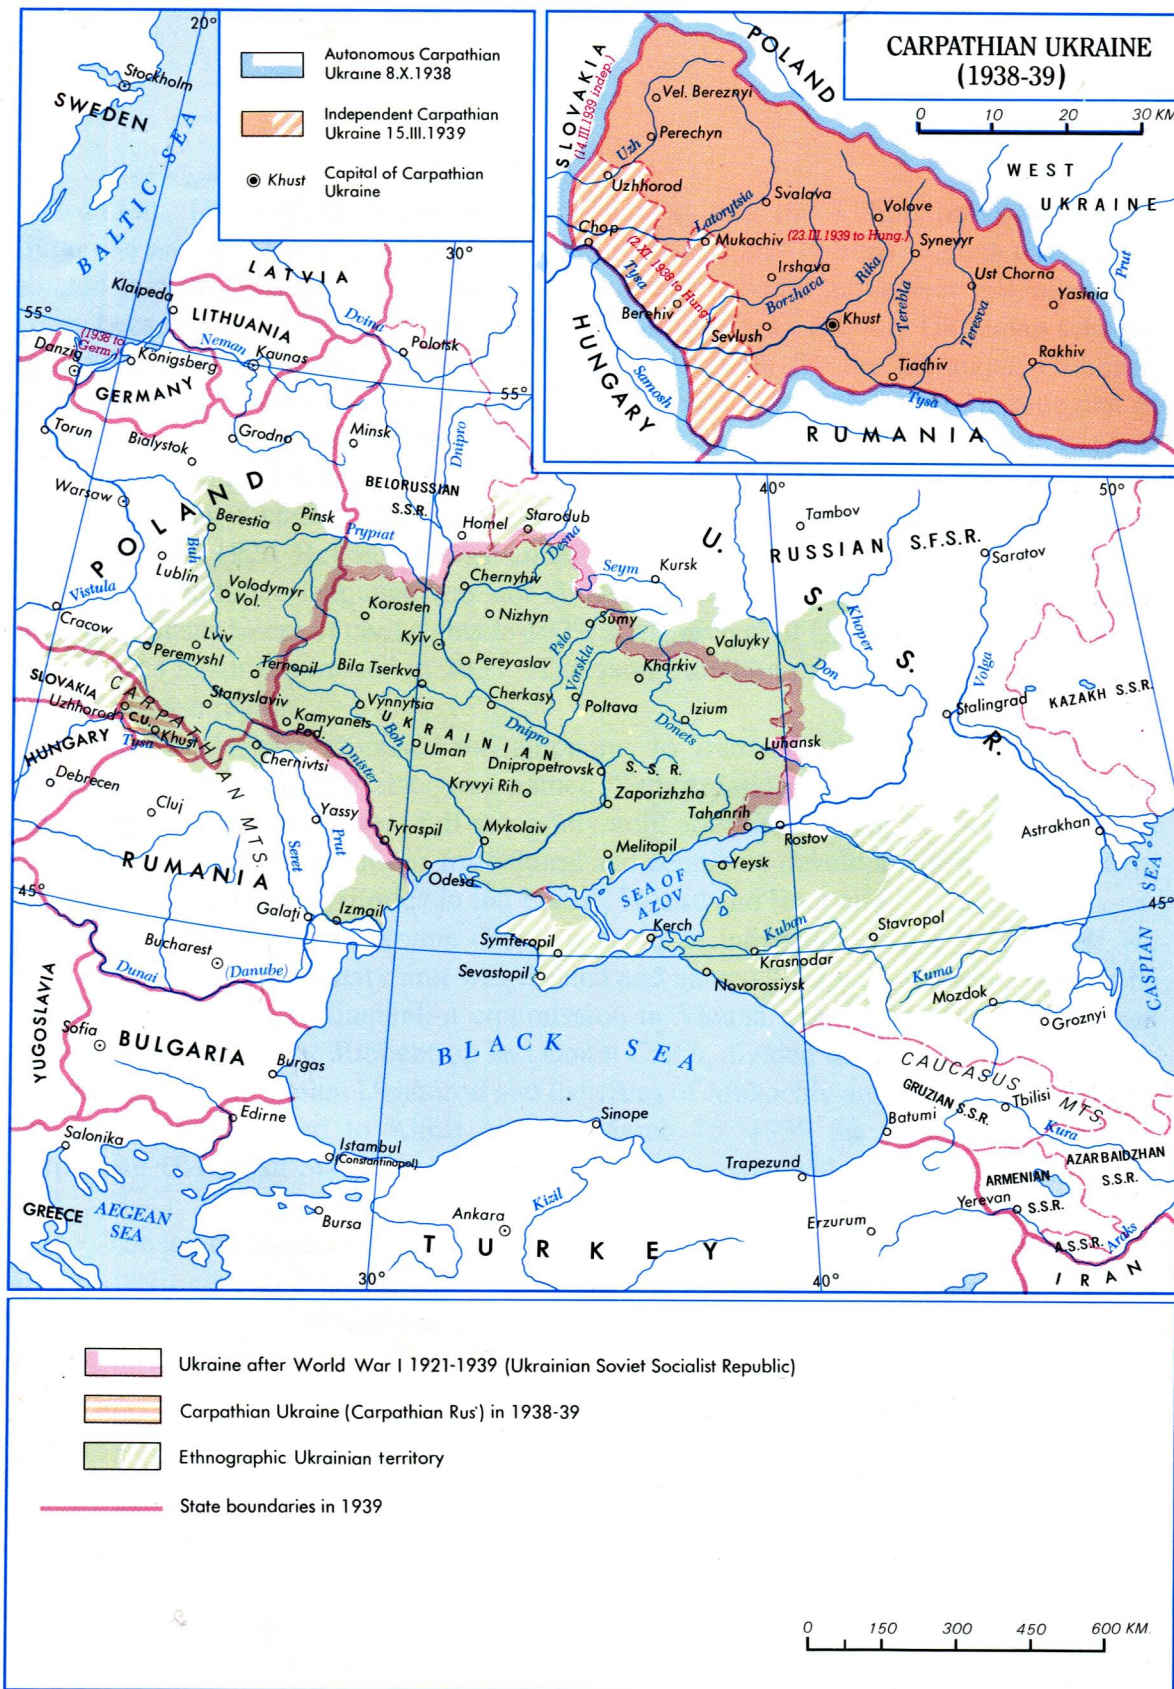 20°
Stockholm
SWEDEN
BALTIC SEA
Autonomous Carpathian
Ukraine 8.X.1938
Independent Carpathian
Ukraine 15.III.1939
Khust
Capital of Carpathian
Ukraine
CARPATHIAN UKRAINE
(1938-39)
0 10 20 30 KM
SLOVAKIA
(14.III.1939 indep.)
POLAND
Vel. Bereznyi
Perechyn
Uzh
Uzhhorod
WEST
UKRAINE
Prut
Svalava
Latorytsia
Volove
Chop
Mukachiv
(23.III.1939 to Hung.)
Synevyr
(2.XI. 1938 to Hung.)
Tysa
Irshava
Rika
Ust Chorna
Yasinia
Borzhava
Terebla
Teresva
Berehiv
Sevlush
Khust
Rakhiv
Tiachiv
Tysa
HUNGARY
Samosh
RUMANIA
30°
LATVIA
Klaipeda
LITHUANIA
Dvina
55°
(1938 to
Germ.)
Neman
Kaunas
Polotsk
Danzig
Königsberg
55°
GERMANY
Torun
Bialystok
Grodno
Minsk
Dnipro
BELORUSSIAN
S.S.R.
40°
50°
Warsaw
POLAND
Berestia
Pinsk
Prypiat
Homel
Starodub
Desna
Tambov
U. S. S. R.
RUSSIAN S.F.S.R.
Saratov
Buh
Lublin
Seym
Kursk
Chernyhiv
Vistula
Volodymyr
Vol.
Korosten
Nizhyn
Sumy
Khoper
Cracow
Kyiv
Pslo
Vorskla
Valuyky
Volga
Lviv
Peremyshl
Ternopil
Bila Tserkva
Pereyaslav
Kharkiv
Don
SLOVAKIA
CARPATHIAN MTS.
Stanyslaviv
Vynnytsia
Cherkasy
Poltava
Izium
Stalingrad
KAZAKH S.S.R.
Uzhhorod
C.U.
Khust
Kamyanets
Pod.
UKRAINIAN
S. S. R.
Boh
Dnipro
Donets
HUNGARY
Tysa
Uman
Luhansk
Chernivtsi
Dnister
Dnipropetrovsk
Debrecen
Kryvyi Rih
Zaporizhzha
Cluj
Yassy
Tahanrih
Prut
Tyraspil
Mykolaiv
Rostov
Astrakhan
RUMANIA
Seret
Melitopil
Yeysk
Odesa
45°
SEA OF
AZOV
CASPIAN SEA
45°
Galați
Izmail
Kerch
Kuban
Stavropol
Bucharest
Symferopil
Krasnodar
Dunai
(Danube)
Sevastopil
Novorossiysk
Kuma
YUGOSLAVIA
Mozdok
Sofia
BULGARIA
Groznyi
BLACK SEA
Burgas
CAUCASUS MTS.
GRUZIAN S.S.R.
Tbilisi
Edirne
Sinope
Batumi
Kura
Salonika
Istambul
(Constantinopol)
AZARBAIDZHAN
S.S.R.
Trapezund
ARMENIAN
S.S.R.
Yerevan
GREECE
AEGEAN
SEA
Bursa
Ankara
Kizil
Erzurum
A.S.S.R.
Araks
TURKEY
IRAN
30°
40°
Ukraine after World War I 1921-1939 (Ukrainian Soviet Socialist Republic)
Carpathian Ukraine (Carpathian Rus') in 1938-39
Ethnographic Ukrainian territory
State boundaries in 1939
0 150 300 450 600 KM.